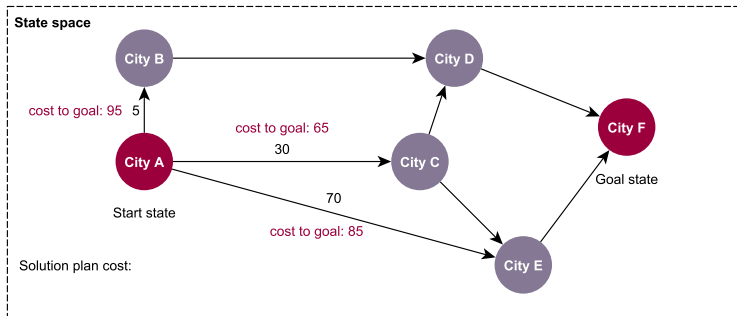 State space
City B
City D
cost to goal: 95
5
cost to goal: 65
City F
30
City A
City C
Goal state
70
Start state
cost to goal: 85
Solution plan cost:
City E